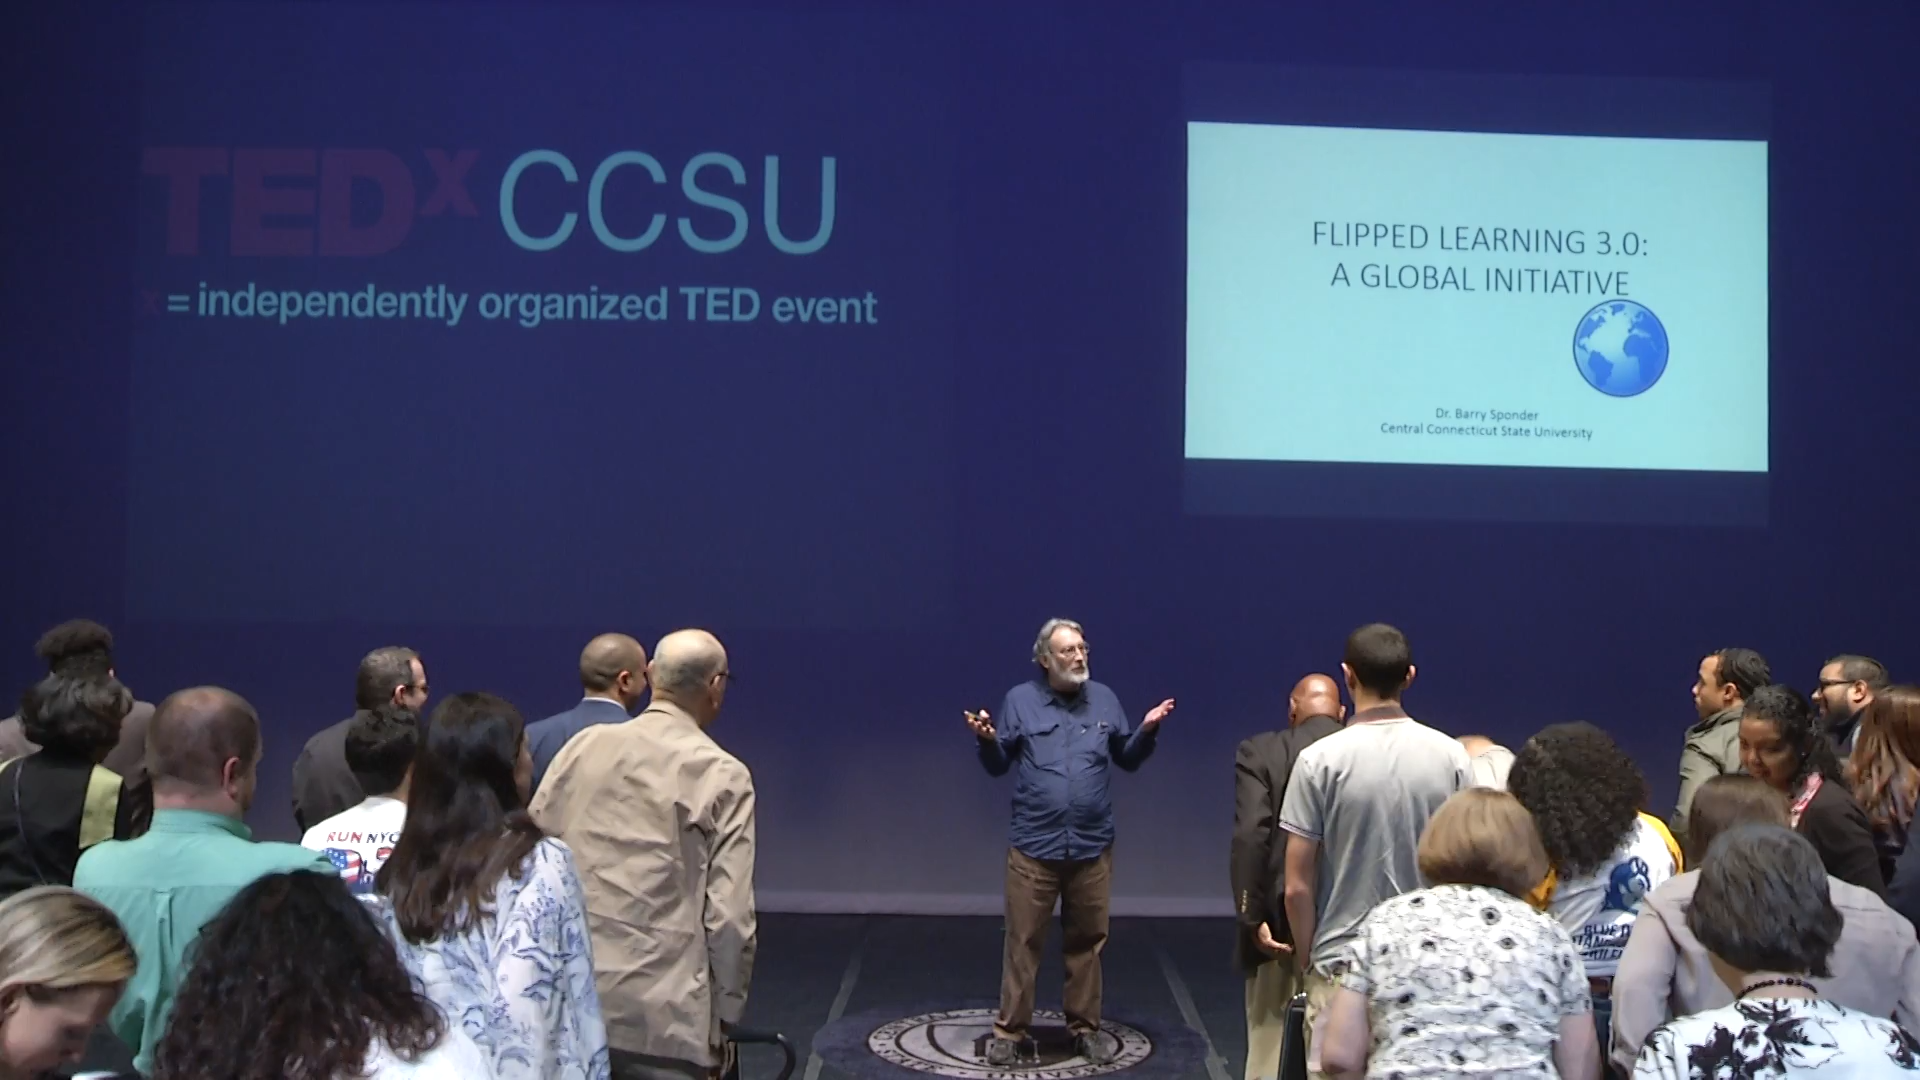 TEDx CCSU
x = independently organized TED event
FLIPPED LEARNING 3.0:
A GLOBAL INITIATIVE
Dr. Barry Sponder
Central Connecticut State University
RUN NYC
BLUE